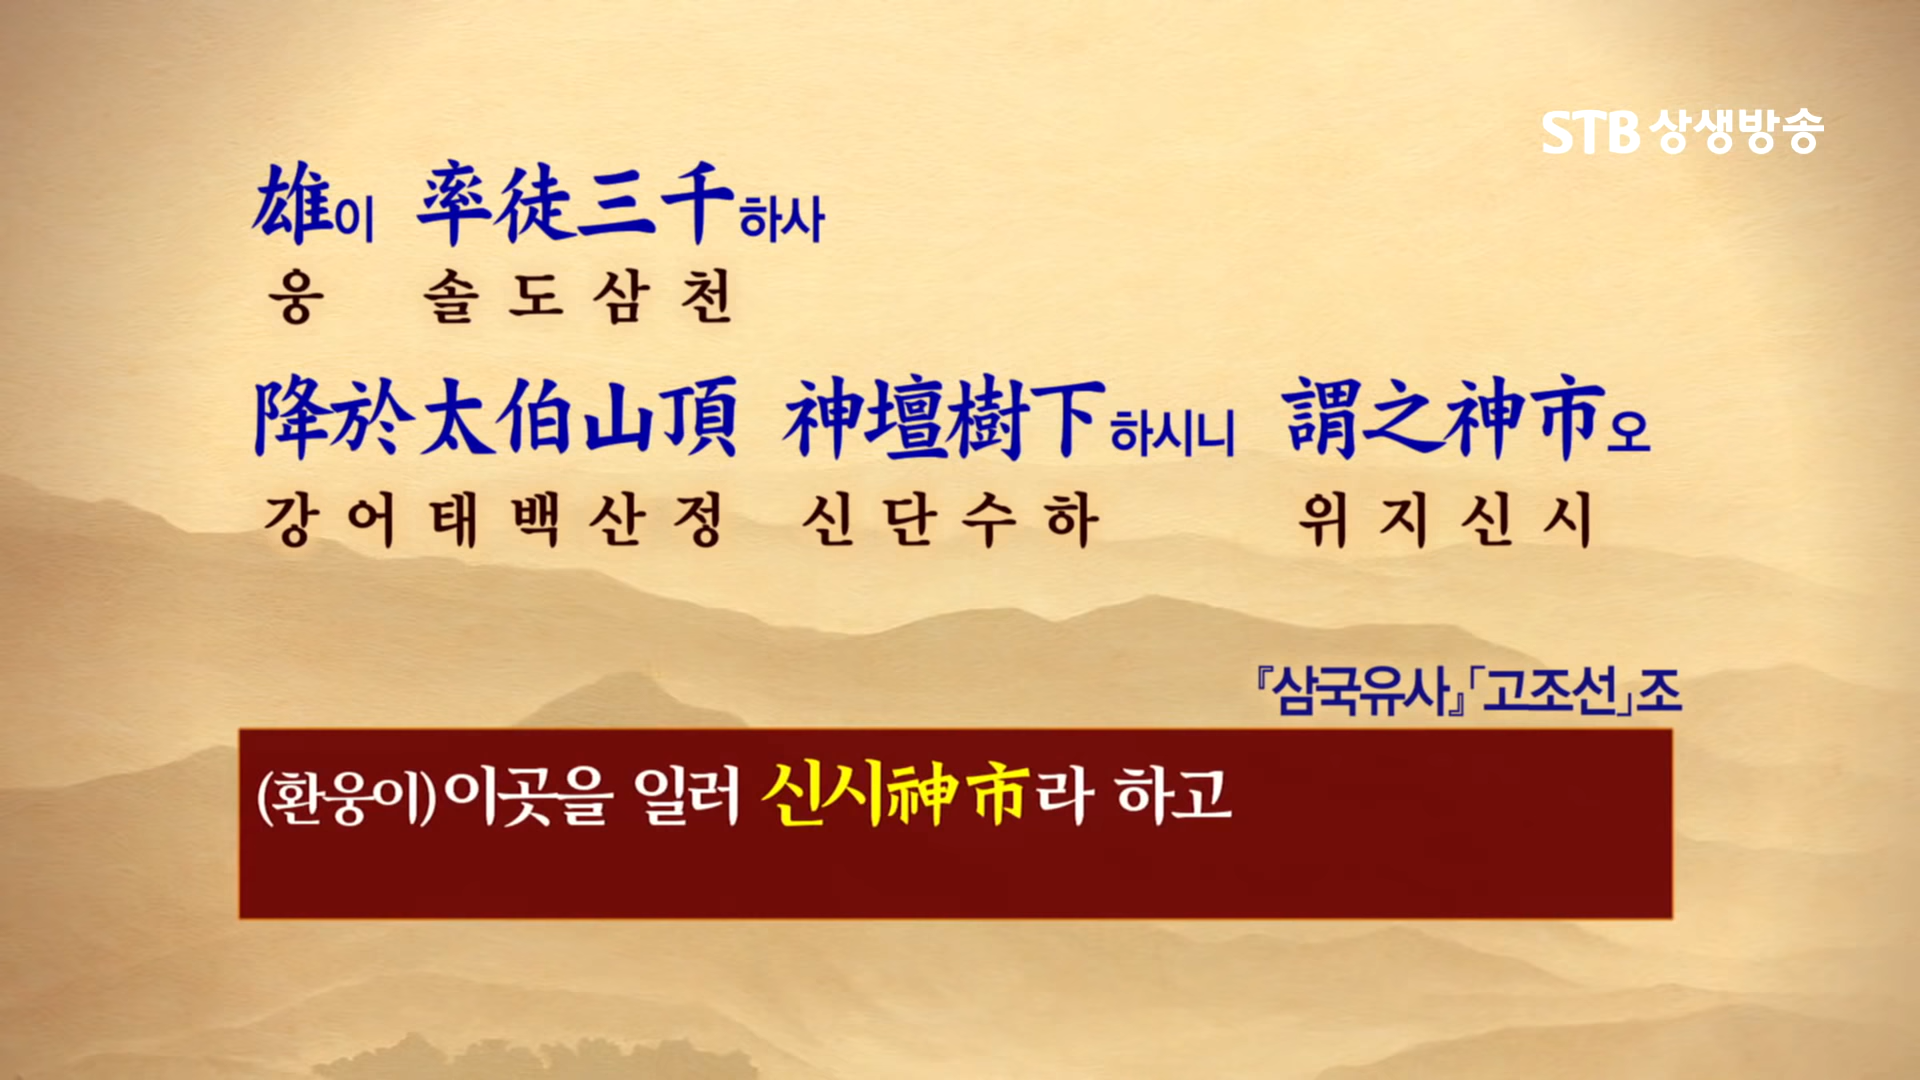 STB 상생방송
雄이 率徒三千하사
웅 솔도삼천
降於太伯山頂 神壇樹下하시니 謂之神市오
강어태백산정 신단수하 위지신시
『삼국유사』「고조선」조
(환웅이)이곳을 일러 신시神市라 하고